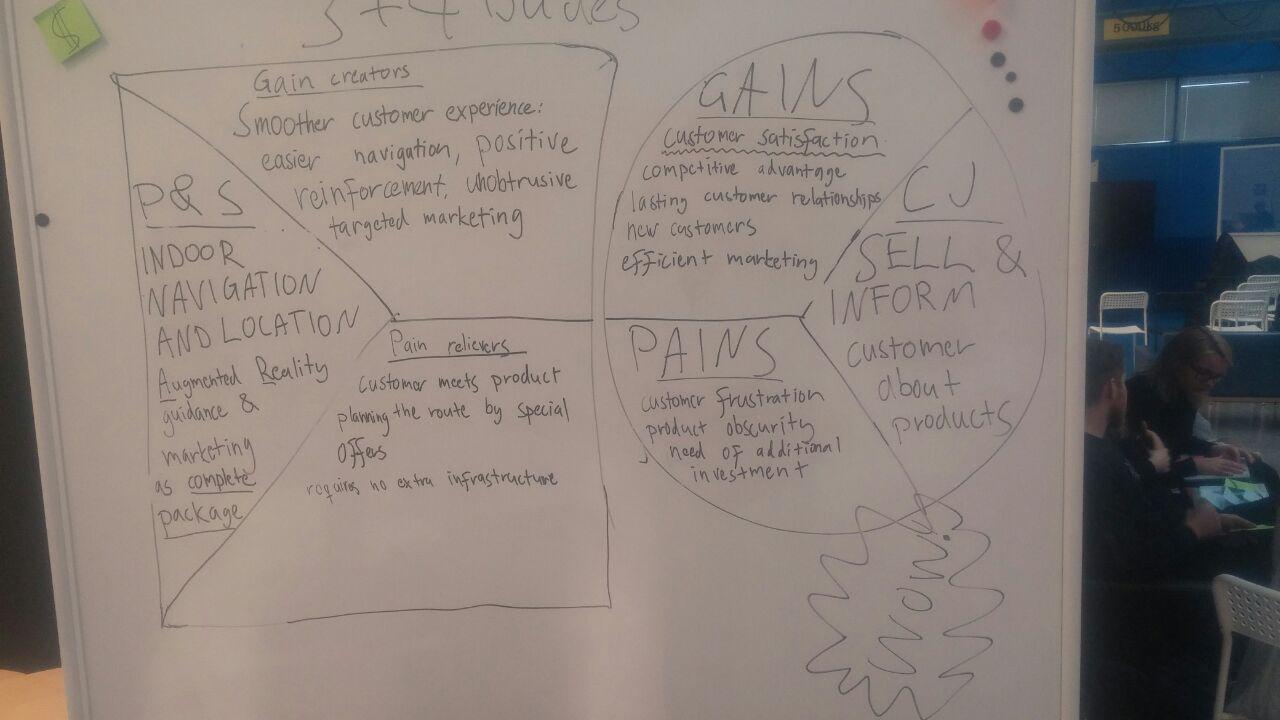 $
3 + 4
Gain creators
Smoother customer experience:
easier navigation, positive
reinforcement, unobtrusive
targeted marketing
P&S
INDOOR
NAVIGATION
AND LOCATION
Augmented Reality
guidance &
marketing
as complete
package
Pain relievers
Customer meets product
planning the route by special
offers
requires no extra infrastructure
GAINS
customer satisfaction
competitive advantage
lasting customer relationships
new customers
efficient marketing
CJ
SELL &
INFORM
customer
about
products
PAINS
customer frustration
product obscurity
need of additional
investment
WOW!
500Kg